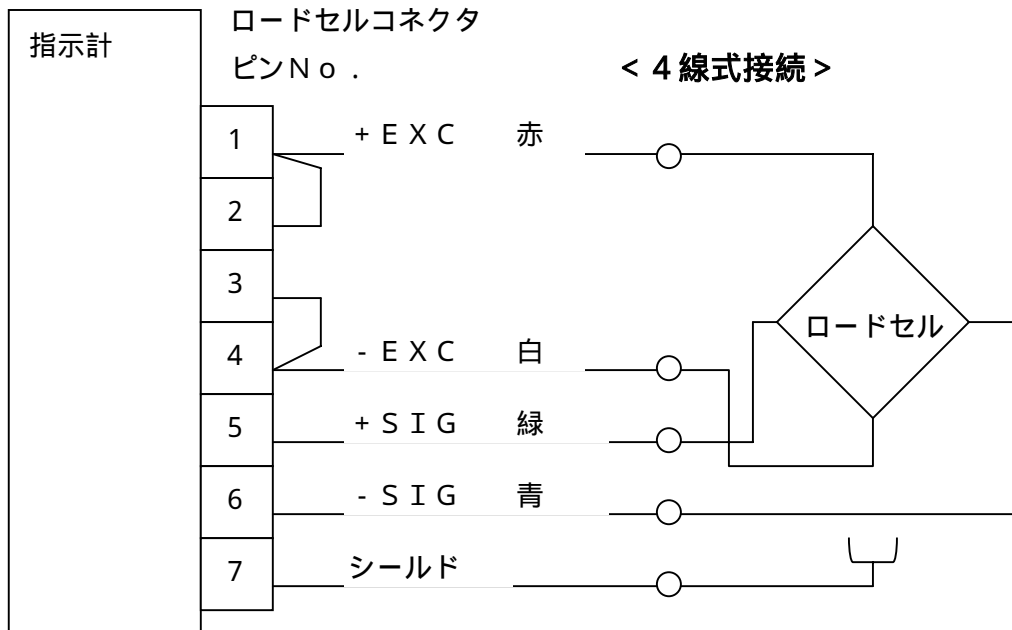 ロードセルコネクタ
指示計
ピンNo.
<4線式接続>
1 +EXC 赤
2
3
ロードセル
4 -EXC 白
5 +SIG 緑
6 -SIG 青
7 シールド